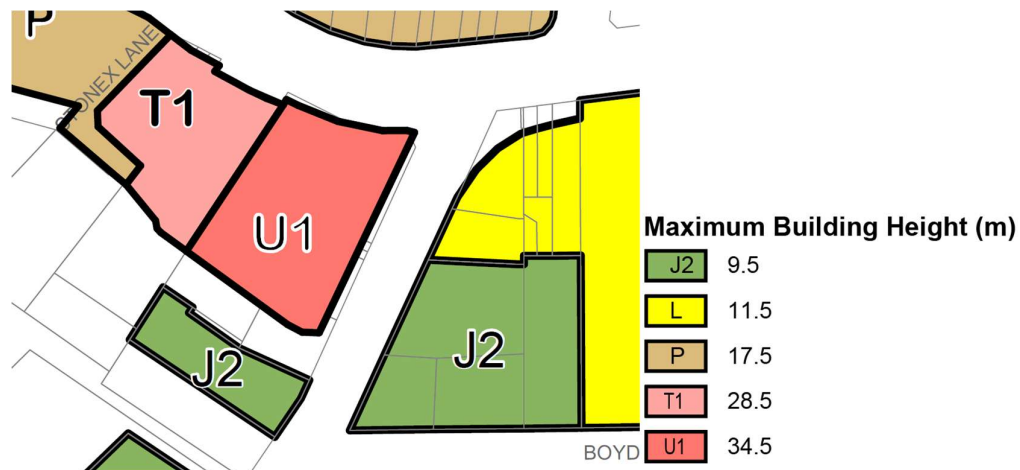 P
STONEX LANE
T1
U1
J2
J2
BOYD
Maximum Building Height (m)
J2 9.5
L 11.5
P 17.5
T1 28.5
U1 34.5